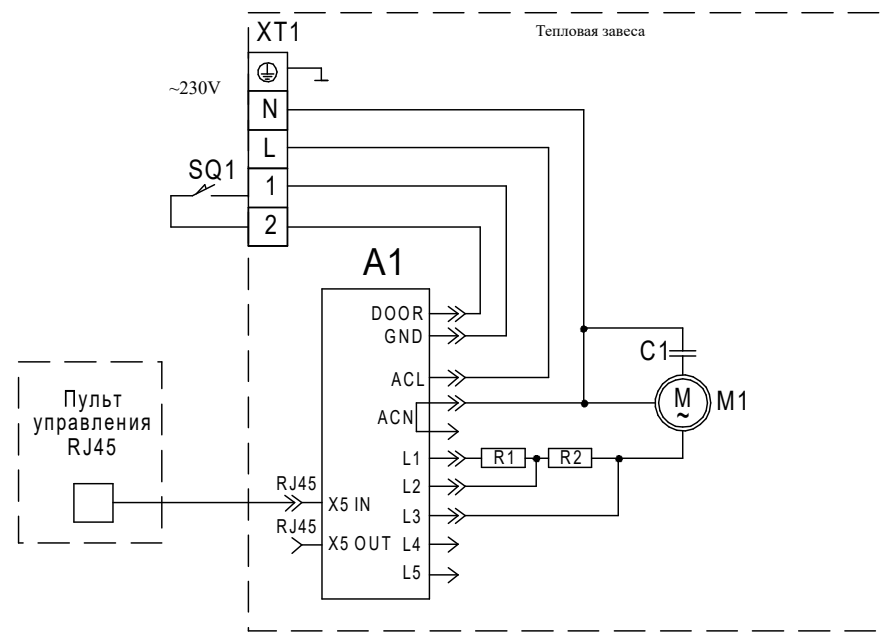 XT1
Тепловая завеса
~230V
N
L
SQ1
1
2
A1
DOOR
GND
ACL
ACN
C1
M
~
M1
Пульт
управления
RJ45
L1
R1
R2
L2
RJ45
X5 IN
L3
RJ45
X5 OUT
L4
L5